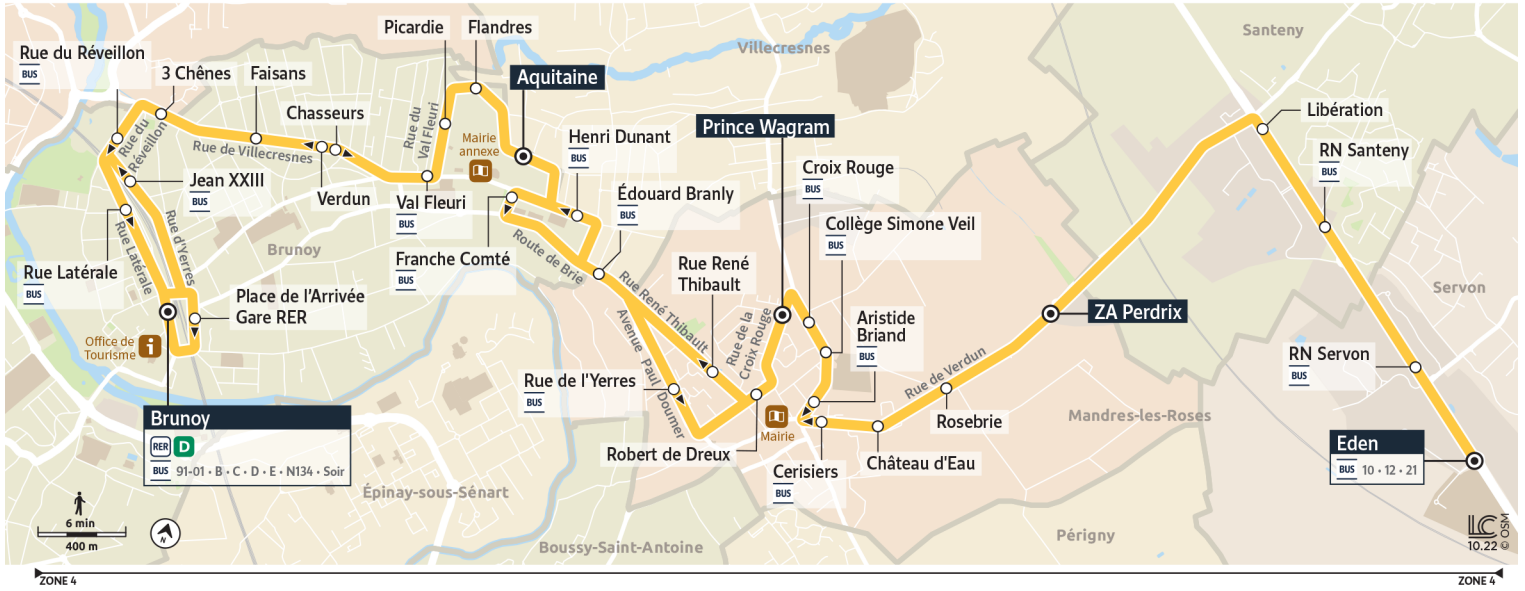 Picardie
Flandres
Santeny
Villecresnes
Rue du Réveillon
BUS
3 Chênes
Faisans
Aquitaine
Chasseurs
Libération
Rue du
Val Fleuri
Mairie
annexe
Henri Dunant
BUS
Prince Wagram
Rue du
Réveillon
Rue de Villecresnes
RN Santeny
BUS
Croix Rouge
BUS
Jean XXIII
BUS
Verdun
Val Fleuri
BUS
Édouard Branly
BUS
Collège Simone Veil
BUS
Rue d'Yerres
Rue Latérale
Brunoy
Franche Comté
BUS
Route de Brie
Rue Latérale
BUS
Rue René
Thibault
Rue René Thibault
Servon
Place de l'Arrivée
Gare RER
Office de
Tourisme
Avenue Paul Doumer
Rue de la
Croix Rouge
Aristide
Briand
BUS
ZA Perdrix
RN Servon
BUS
Rue de l'Yerres
BUS
Rue de Verdun
Brunoy
RER D
BUS 91-01 • B • C • D • E • N134 • Soir
Mairie
Rosebrie
Mandres-les-Roses
Robert de Dreux
Cerisiers
BUS
Château d'Eau
Eden
BUS 10 • 12 • 21
Épinay-sous-Sénart
6 min
400 m
N
Boussy-Saint-Antoine
Périgny
LC
10.22 © OSM
ZONE 4
ZONE 4